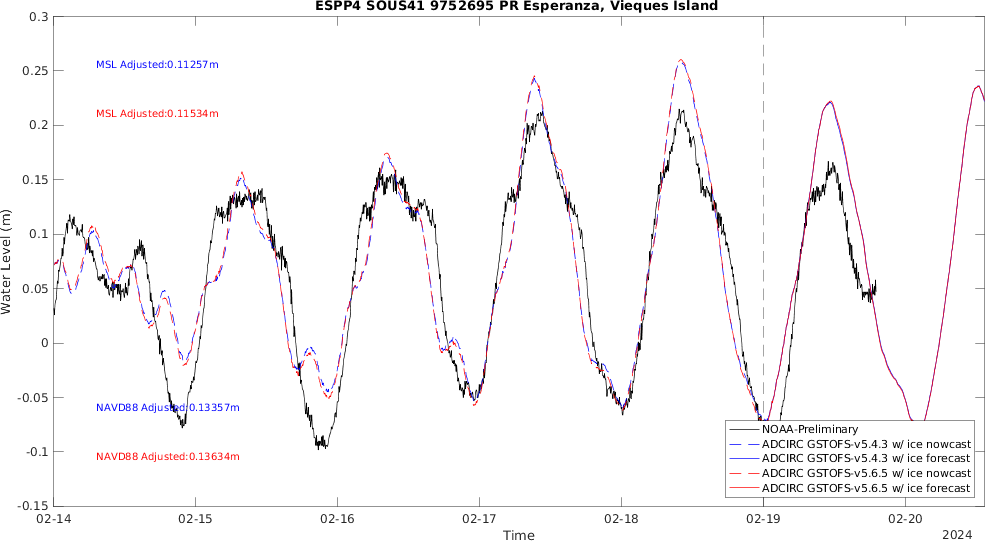 ESPP4 SOUS41 9752695 PR Esperanza, Vieques Island
0.3
0.25
0.2
0.15
0.1
0.05
0
-0.05
-0.1
-0.15
Water Level (m)
MSL Adjusted:0.11257m
MSL Adjusted:0.11534m
NAVD88 Adjusted:0.13357m
NAVD88 Adjusted:0.13634m
NOAA-Preliminary
ADCIRC GSTOFS-v5.4.3 w/ ice nowcast
ADCIRC GSTOFS-v5.4.3 w/ ice forecast
ADCIRC GSTOFS-v5.6.5 w/ ice nowcast
ADCIRC GSTOFS-v5.6.5 w/ ice forecast
02-14
02-15
02-16
02-17
02-18
02-19
02-20
Time
2024